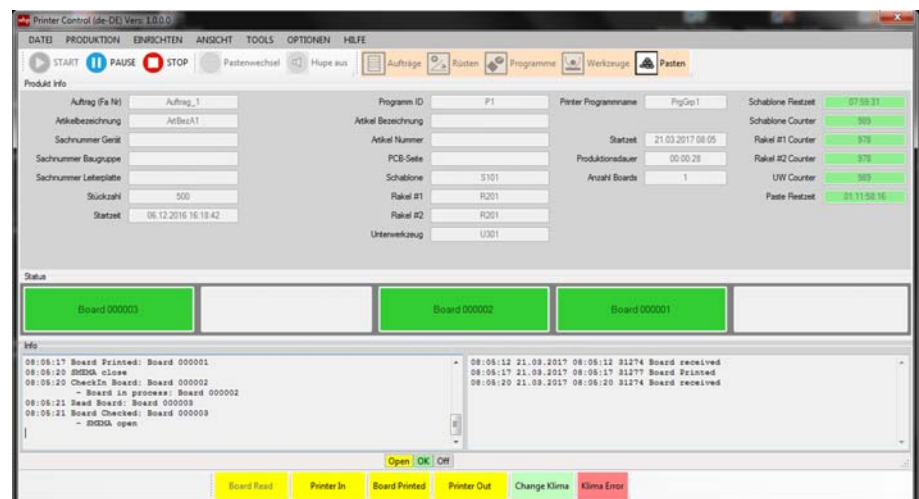 Printer Control (de-DE) Vers: 1.0.0.0
DATEI PRODUKTION EINRICHTEN ANSICHT TOOLS OPTIONEN HILFE
START PAUSE STOP Pastenwechsel Hupe aus Aufträge Rüsten Programme Werkzeuge Pasten
Produkt Info
Auftrag (Fa Nr) Auftrag_1 Programm ID P1 Printer Programmname PrgGrp1 Schablone Restzeit 07:59:31
Artikelbezeichnung ArtBezA1 Artikel Bezeichnung Schablone Counter 989
Sachnummer Gerät Artikel Nummer Startzeit 21.03.2017 08:05 Rakel #1 Counter 978
Sachnummer Baugruppe PCB-Seite Produktionsdauer 00:00:28 Rakel #2 Counter 978
Sachnummer Leiterplatte Schablone S101 Anzahl Boards 1 UW Counter 989
Stückzahl 500 Rakel #1 R201 Paste Restzeit 01.11:58:16
Startzeit 06.12.2016 16:18:42 Rakel #2 R201
Unterwerkzeug U301
Status
Board 000003 Board 000002 Board 000001
Info
08:05:17 Board Printed: Board 000001
08:05:20 SMEMA close
08:05:20 CheckIn Board: Board 000002
- Board in process: Board 000002
08:05:21 Read Board: Board 000003
08:05:21 Board Checked: Board 000003
- SMEMA open
08:05:12 21.03.2017 08:05:12 31274 Board received
08:05:17 21.03.2017 08:05:17 31277 Board Printed
08:05:20 21.03.2017 08:05:20 31274 Board received
Open OK Off
Board Read Printer In Board Printed Printer Out Change Klima Klima Error